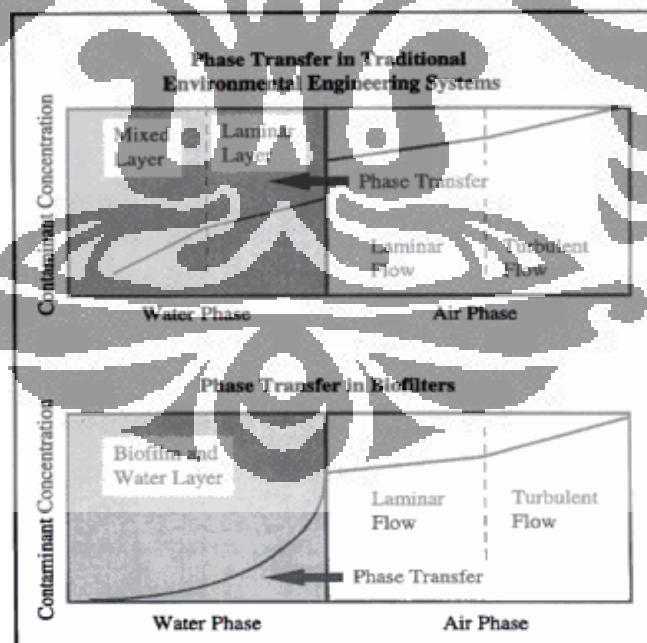 Phase Transfer in Traditional
Environmental Engineering Systems
Contaminant Concentration
Mixed
Layer
Laminar
Layer
Phase Transfer
Laminar
Flow
Turbulent
Flow
Water Phase
Air Phase
Phase Transfer in Biofilters
Contaminant Concentration
Biofilm and
Water Layer
Laminar
Flow
Turbulent
Flow
Phase Transfer
Water Phase
Air Phase